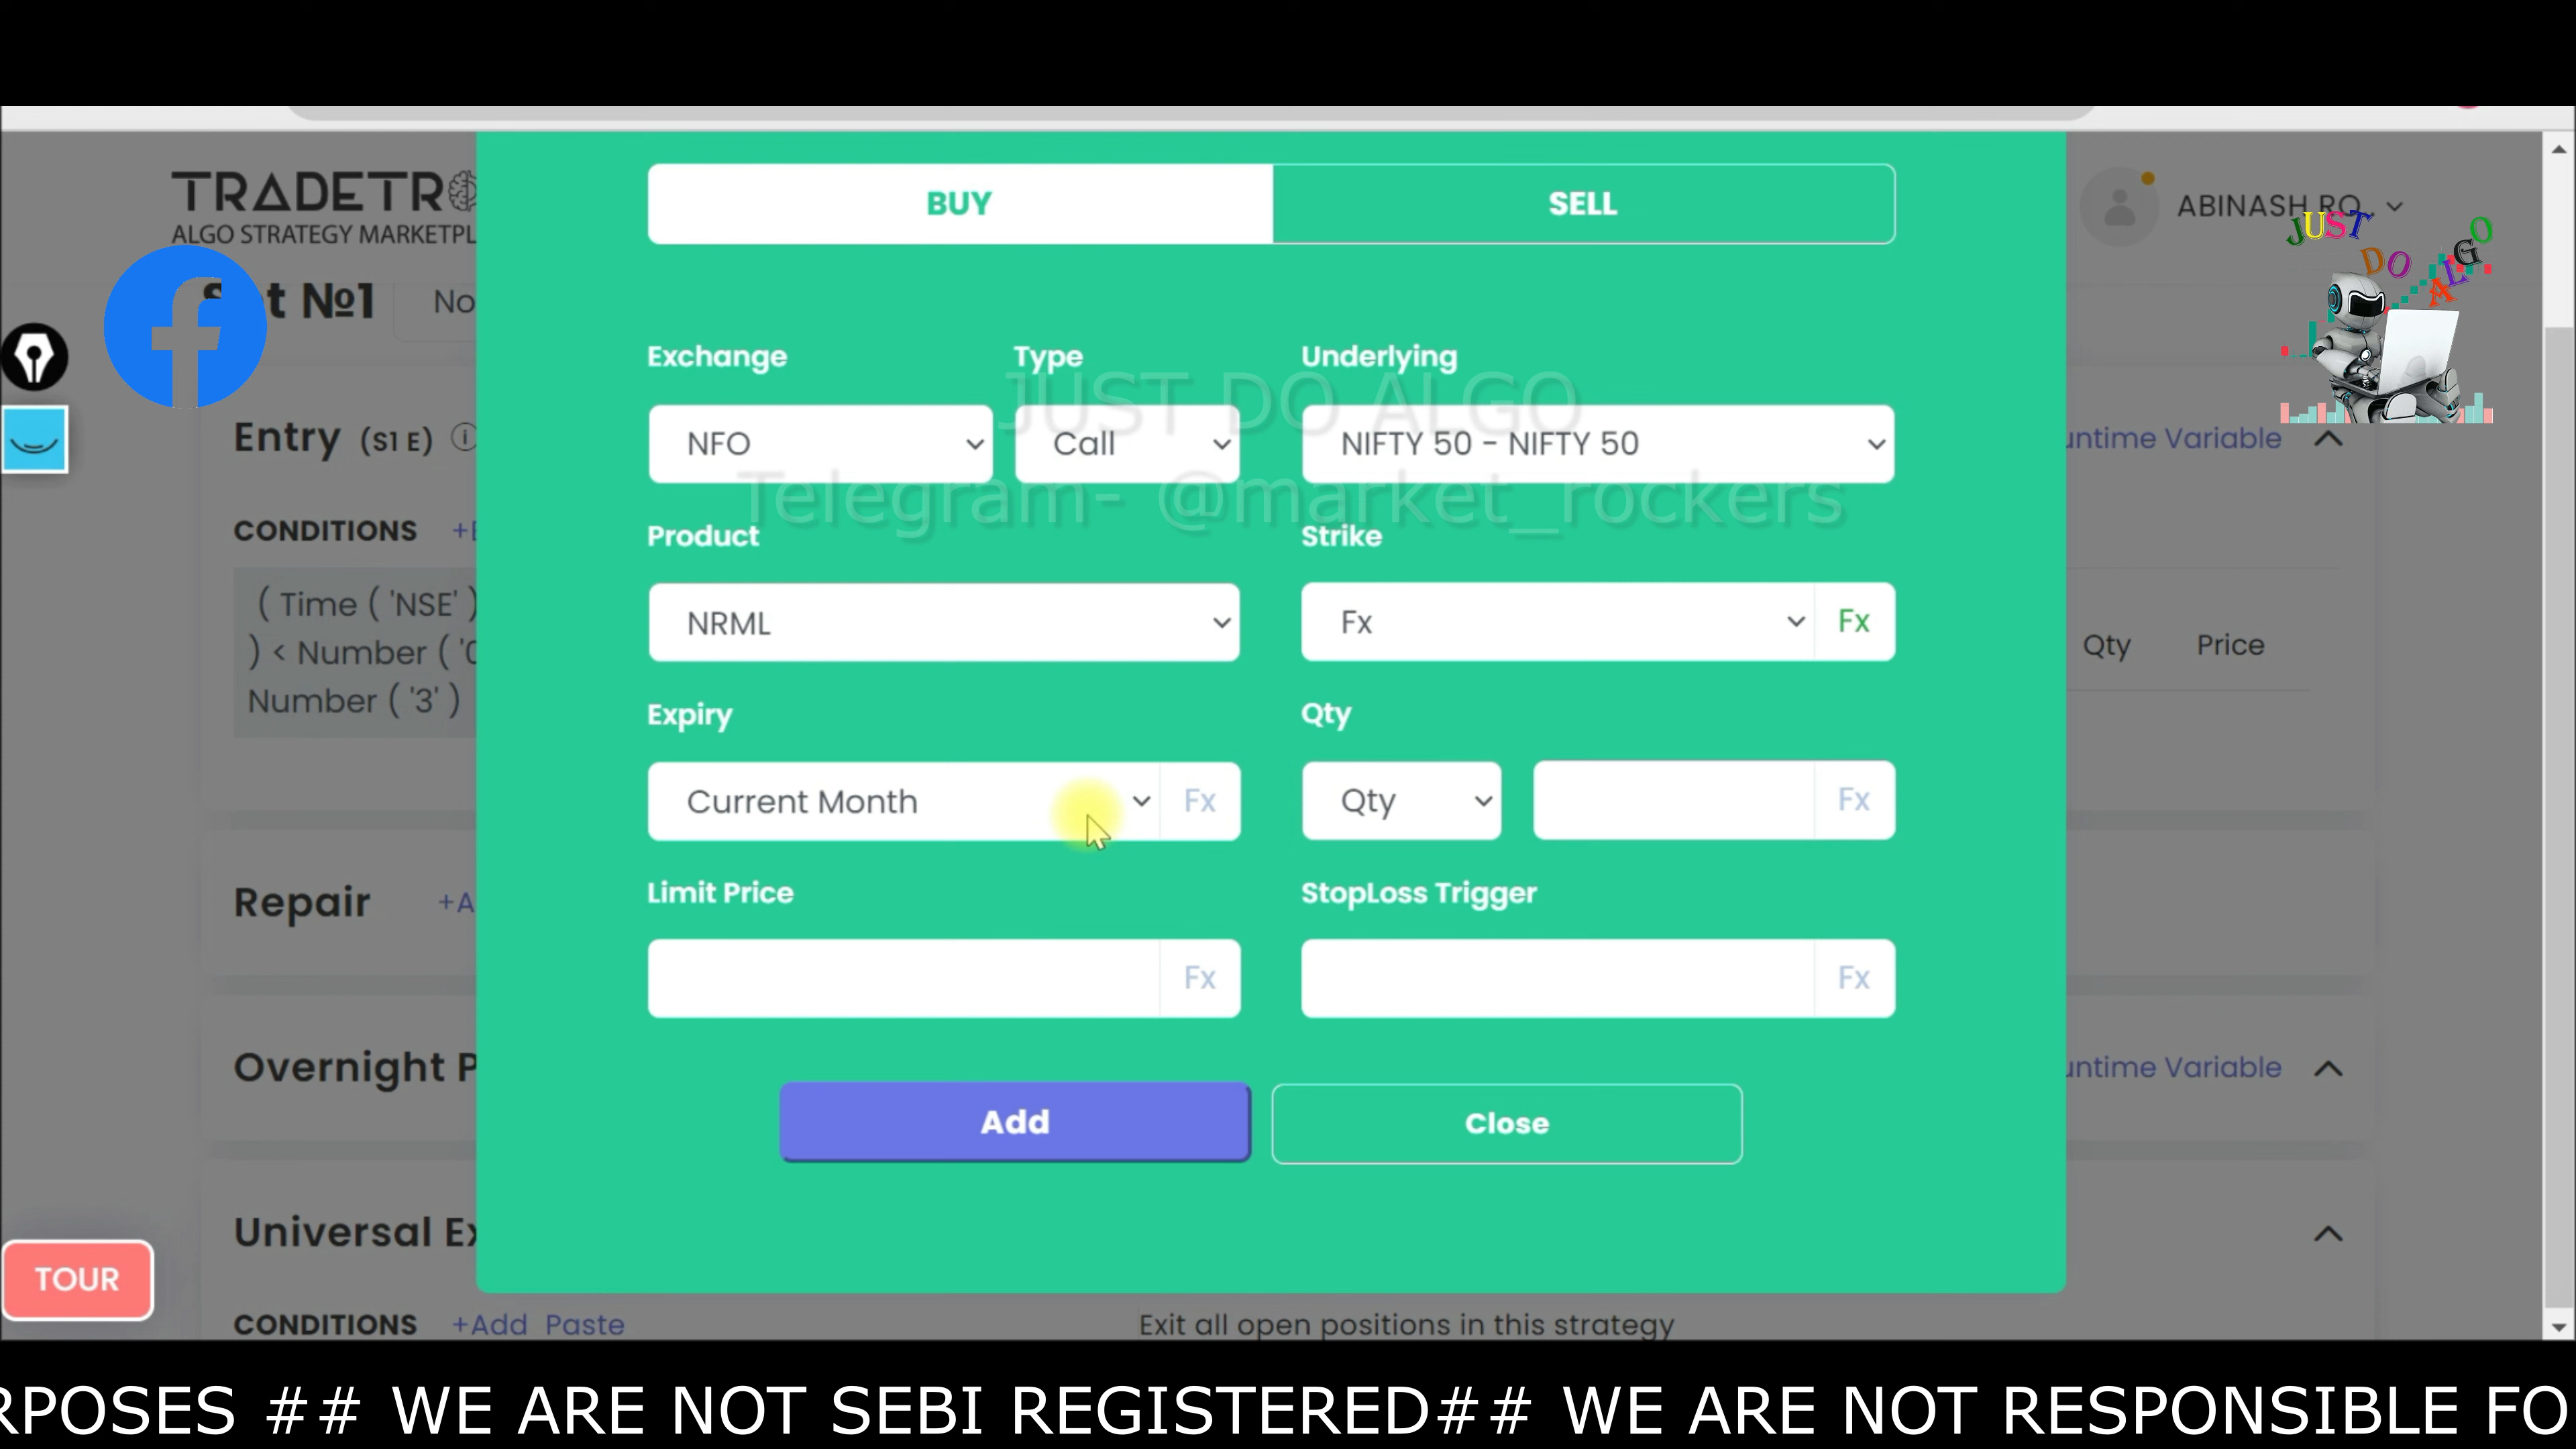 BUY SELL
TRADETR
ALGO STRATEGY MARKETPL
ABINASH RO..
JUST DO ALGO
t №1 No
Exchange Type Underlying
JUST DO ALGO
NFO Call NIFTY 50 - NIFTY 50
Entry (S1 E) untime Variable
Telegram- @market_rockers
CONDITIONS +E
Product Strike
( Time ( 'NSE' )
NRML Fx Fx
) < Number ( '0
Qty Price
Number ( '3' )
Expiry Qty
Current Month Fx Qty Fx
Repair +A
Limit Price StopLoss Trigger
Fx Fx
Overnight P untime Variable
Add Close
Universal Ex
TOUR
CONDITIONS +Add Paste Exit all open positions in this strategy
RPOSES ## WE ARE NOT SEBI REGISTERED## WE ARE NOT RESPONSIBLE FO